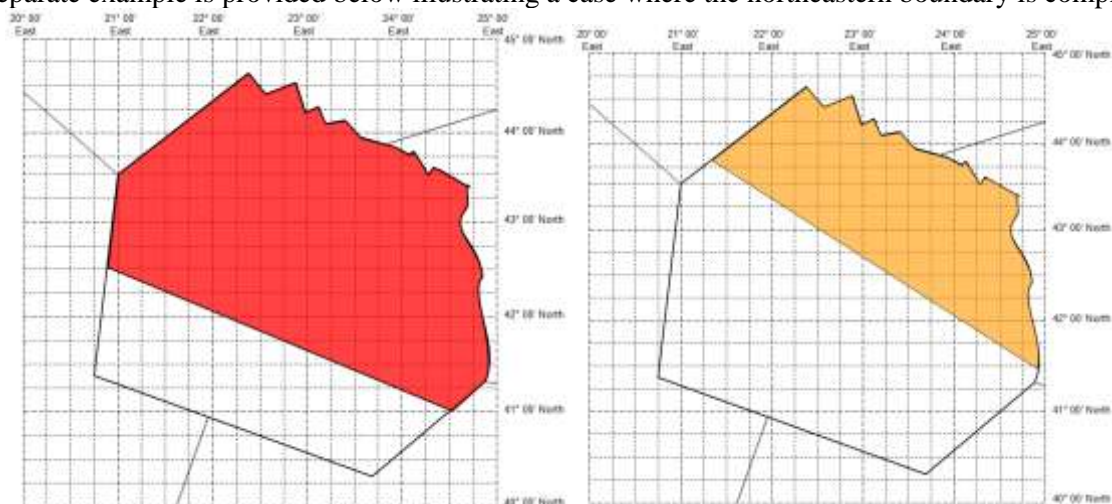 eparate example is provided below illustrating a case where the northeastern boundary is compl
20° 00' East 21° 00' East 22° 00' East 23° 00' East 24° 00' East 25° 00' East
45° 00' North
44° 00' North
43° 00' North
42° 00' North
41° 00' North
40° 00' North
20° 00' East 21° 00' East 22° 00' East 23° 00' East 24° 00' East 25° 00' East
45° 00' North
44° 00' North
43° 00' North
42° 00' North
41° 00' North
40° 00' North